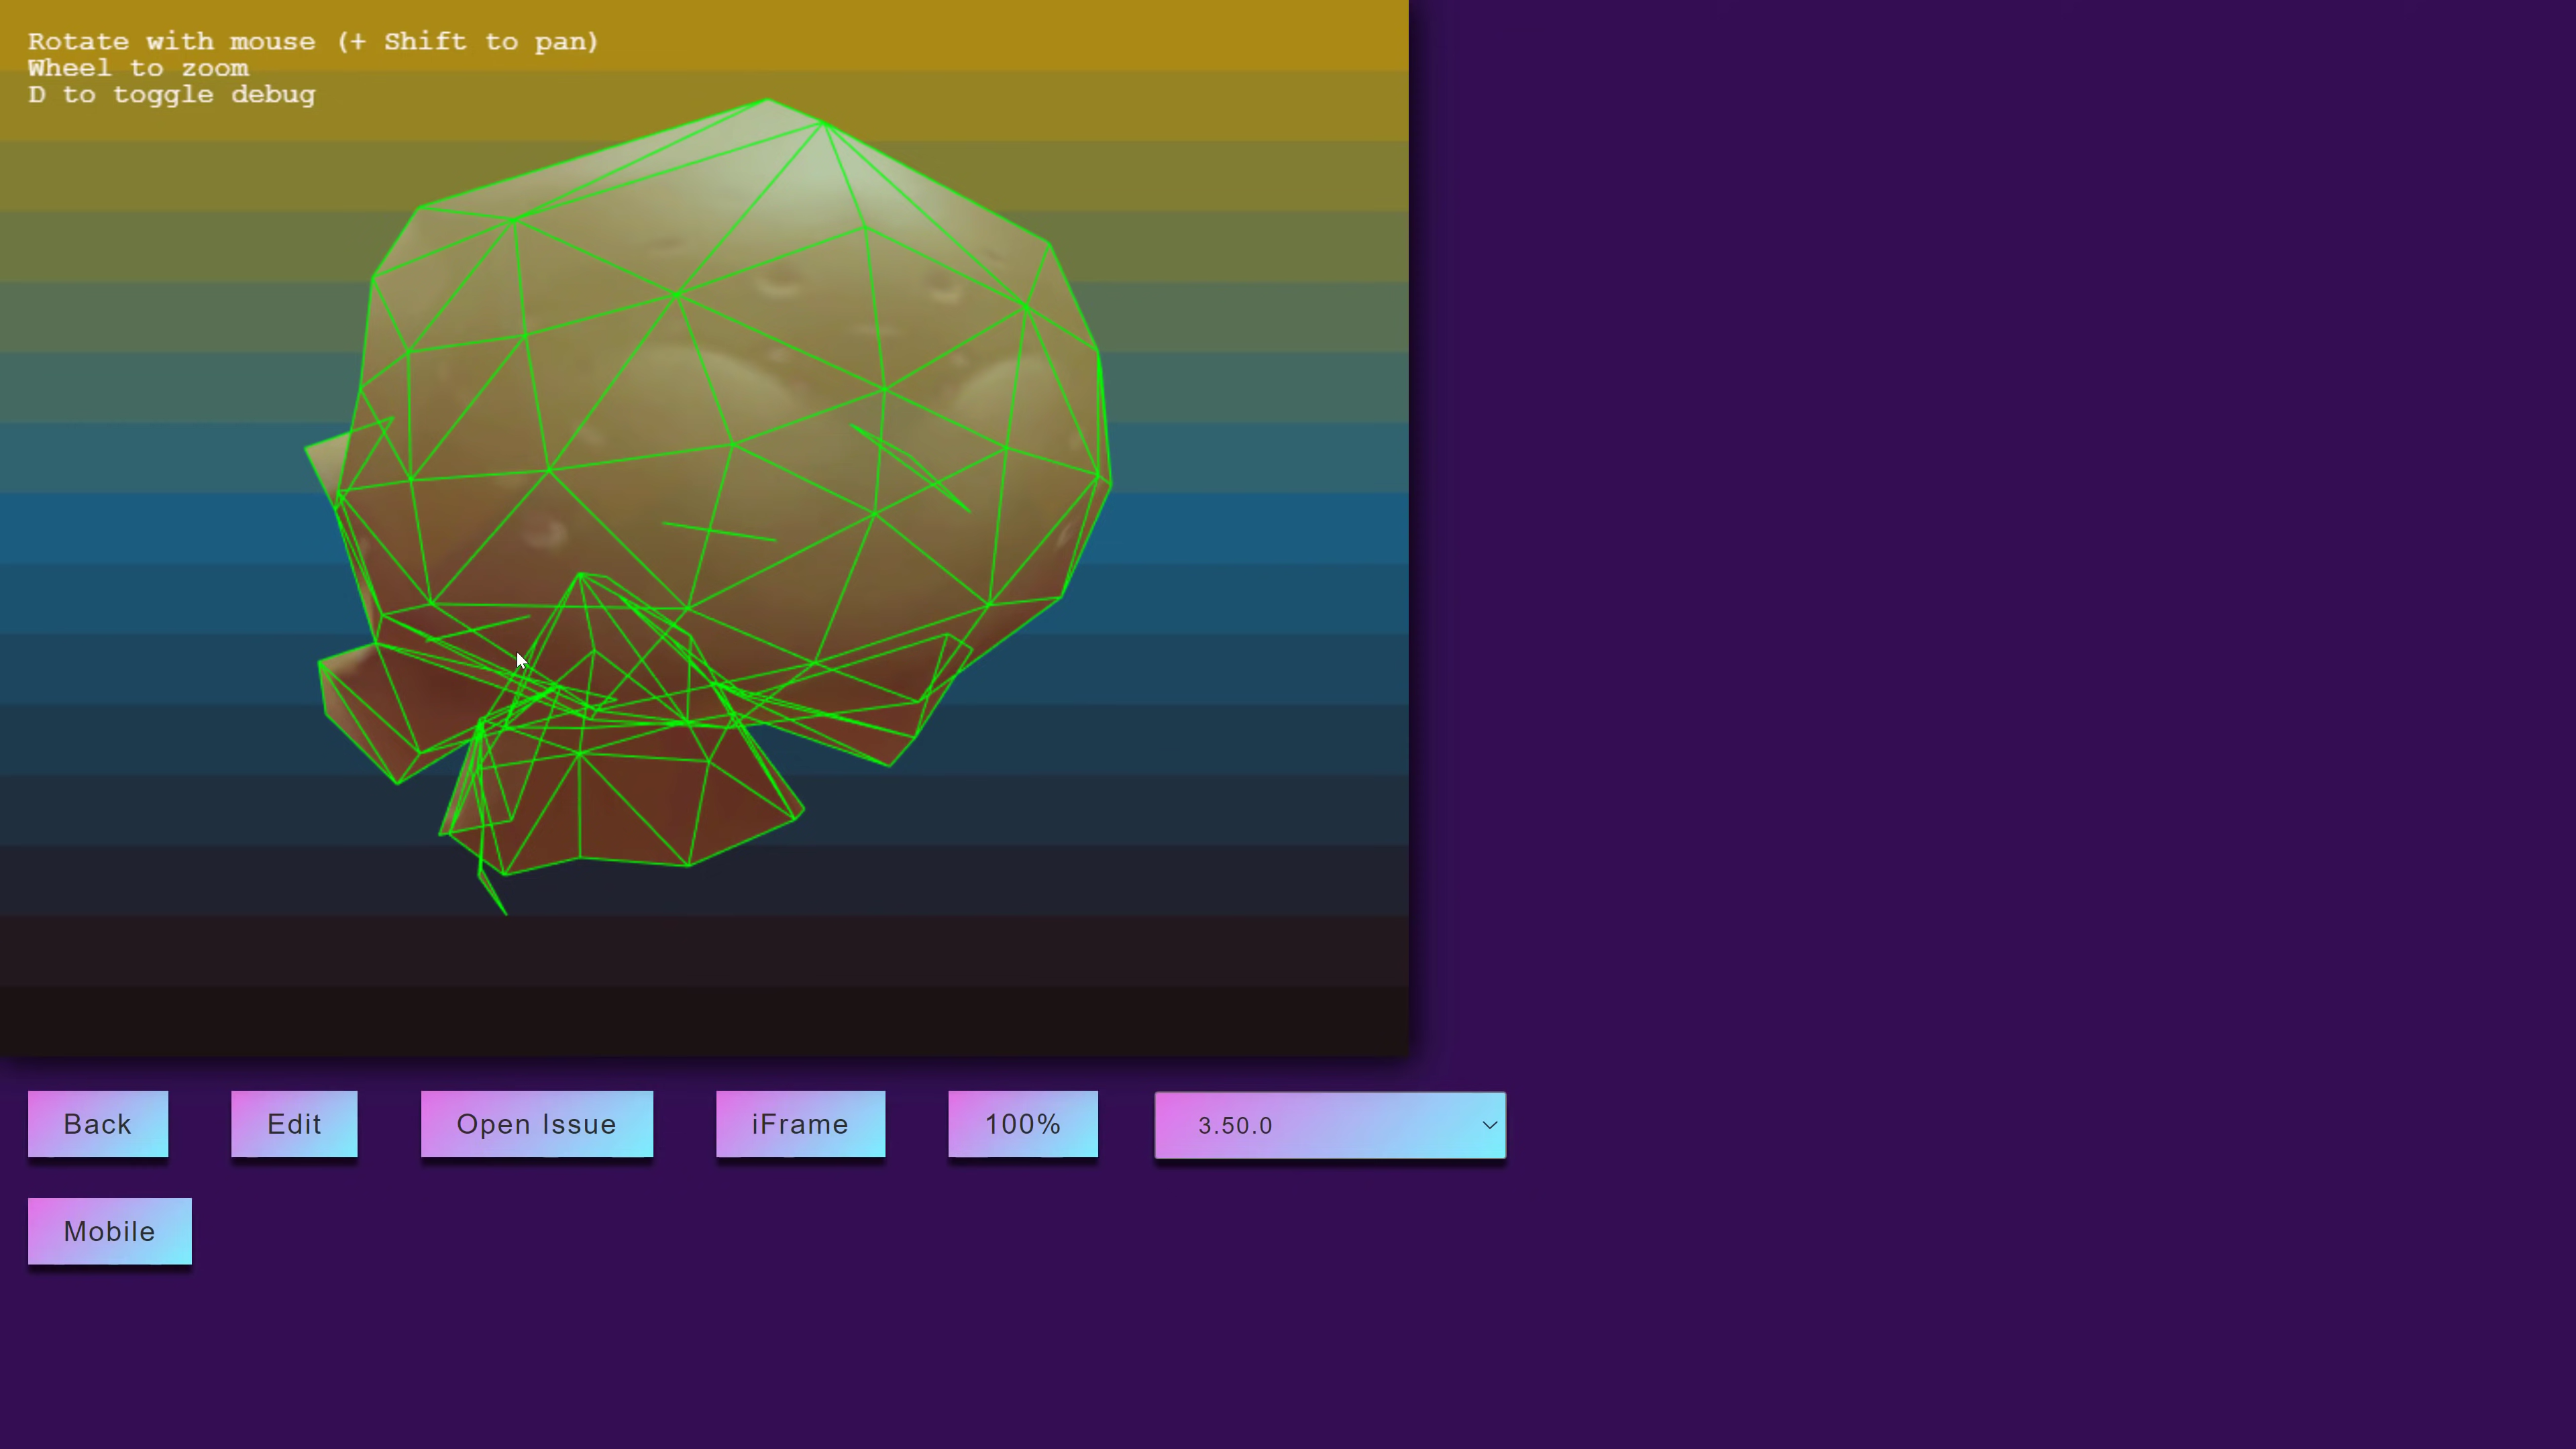 Rotate with mouse (+ Shift to pan)
Wheel to zoom
D to toggle debug
Back
Edit
Open Issue
iFrame
100%
3.50.0
Mobile